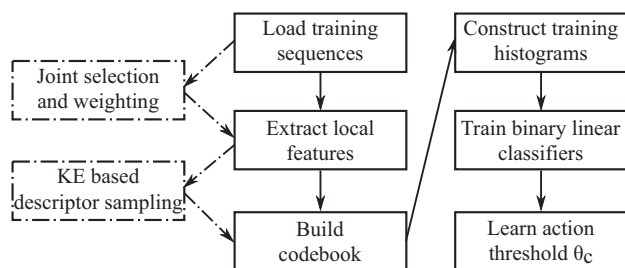 Load training
sequences
Joint selection
and weighting
Extract local
features
KE based
descriptor sampling
Build
codebook
Construct training
histograms
Train binary linear
classifiers
Learn action
threshold θc